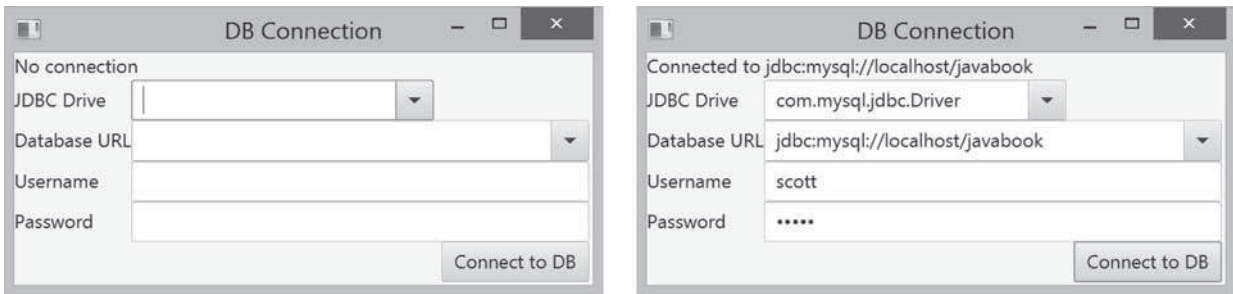 DB Connection
No connection
JDBC Drive
Database URL
Username
Password
Connect to DB
DB Connection
Connected to jdbc:mysql://localhost/javabook
JDBC Drive com.mysql.jdbc.Driver
Database URL jdbc:mysql://localhost/javabook
Username scott
Password •••••
Connect to DB